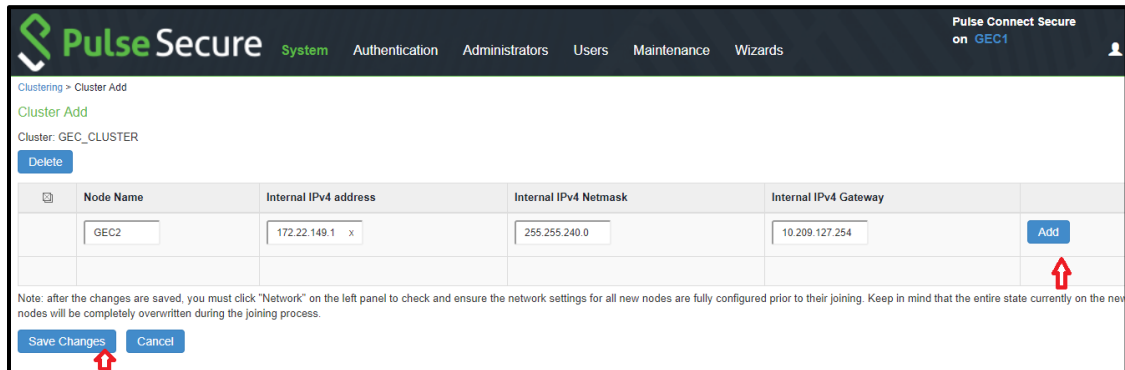 Pulse Secure
System Authentication Administrators Users Maintenance Wizards
Pulse Connect Secure
on GEC1
Clustering > Cluster Add
Cluster Add
Cluster: GEC_CLUSTER
Delete
Node Name Internal IPv4 address Internal IPv4 Netmask Internal IPv4 Gateway
GEC2 172.22.149.1 x 255.255.240.0 10.209.127.254 Add
Note: after the changes are saved, you must click "Network" on the left panel to check and ensure the network settings for all new nodes are fully configured prior to their joining. Keep in mind that the entire state currently on the new
nodes will be completely overwritten during the joining process.
Save Changes Cancel